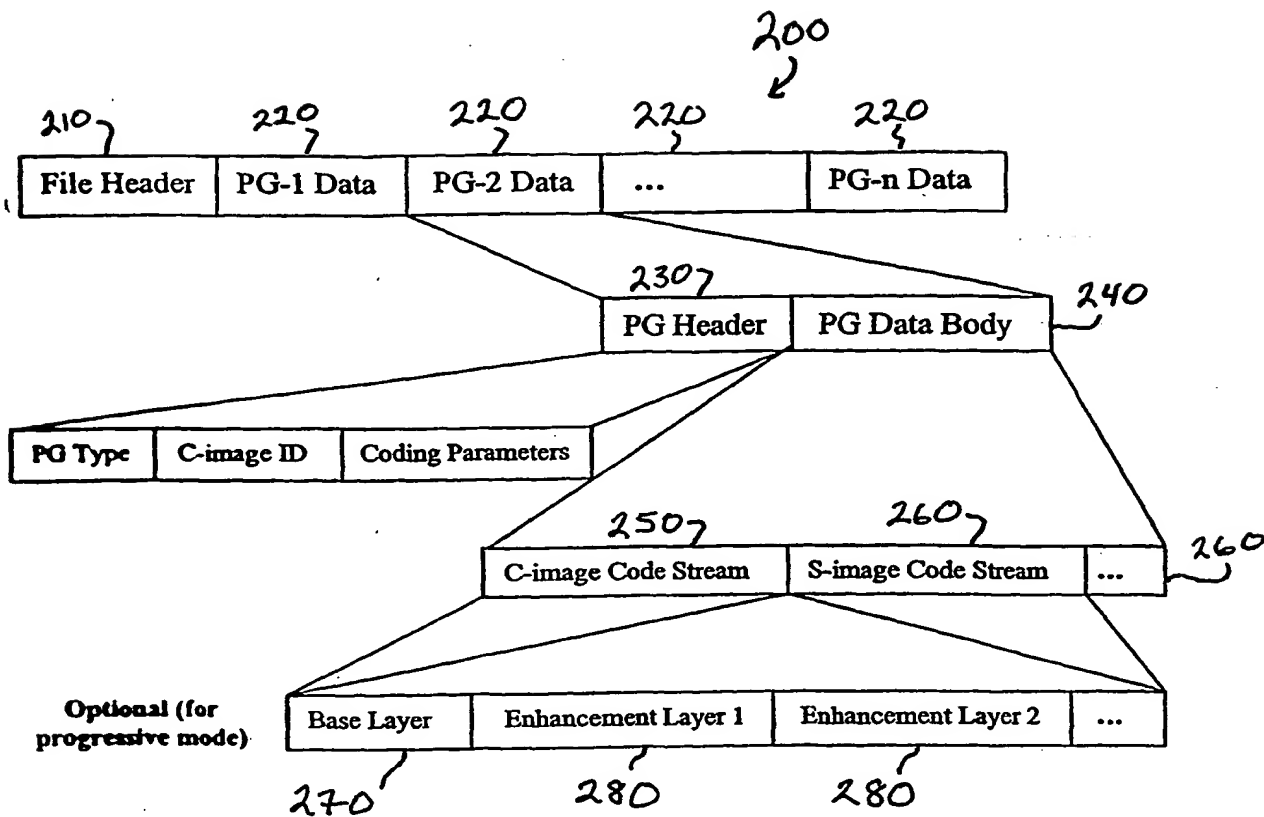 200
210 220 220 220 220
File Header PG-1 Data PG-2 Data ... PG-n Data
230
PG Header PG Data Body 240
PG Type C-image ID Coding Parameters
250 260
C-image Code Stream S-image Code Stream ... 260
Optional (for
progressive mode)
Base Layer Enhancement Layer 1 Enhancement Layer 2 ...
270 280 280